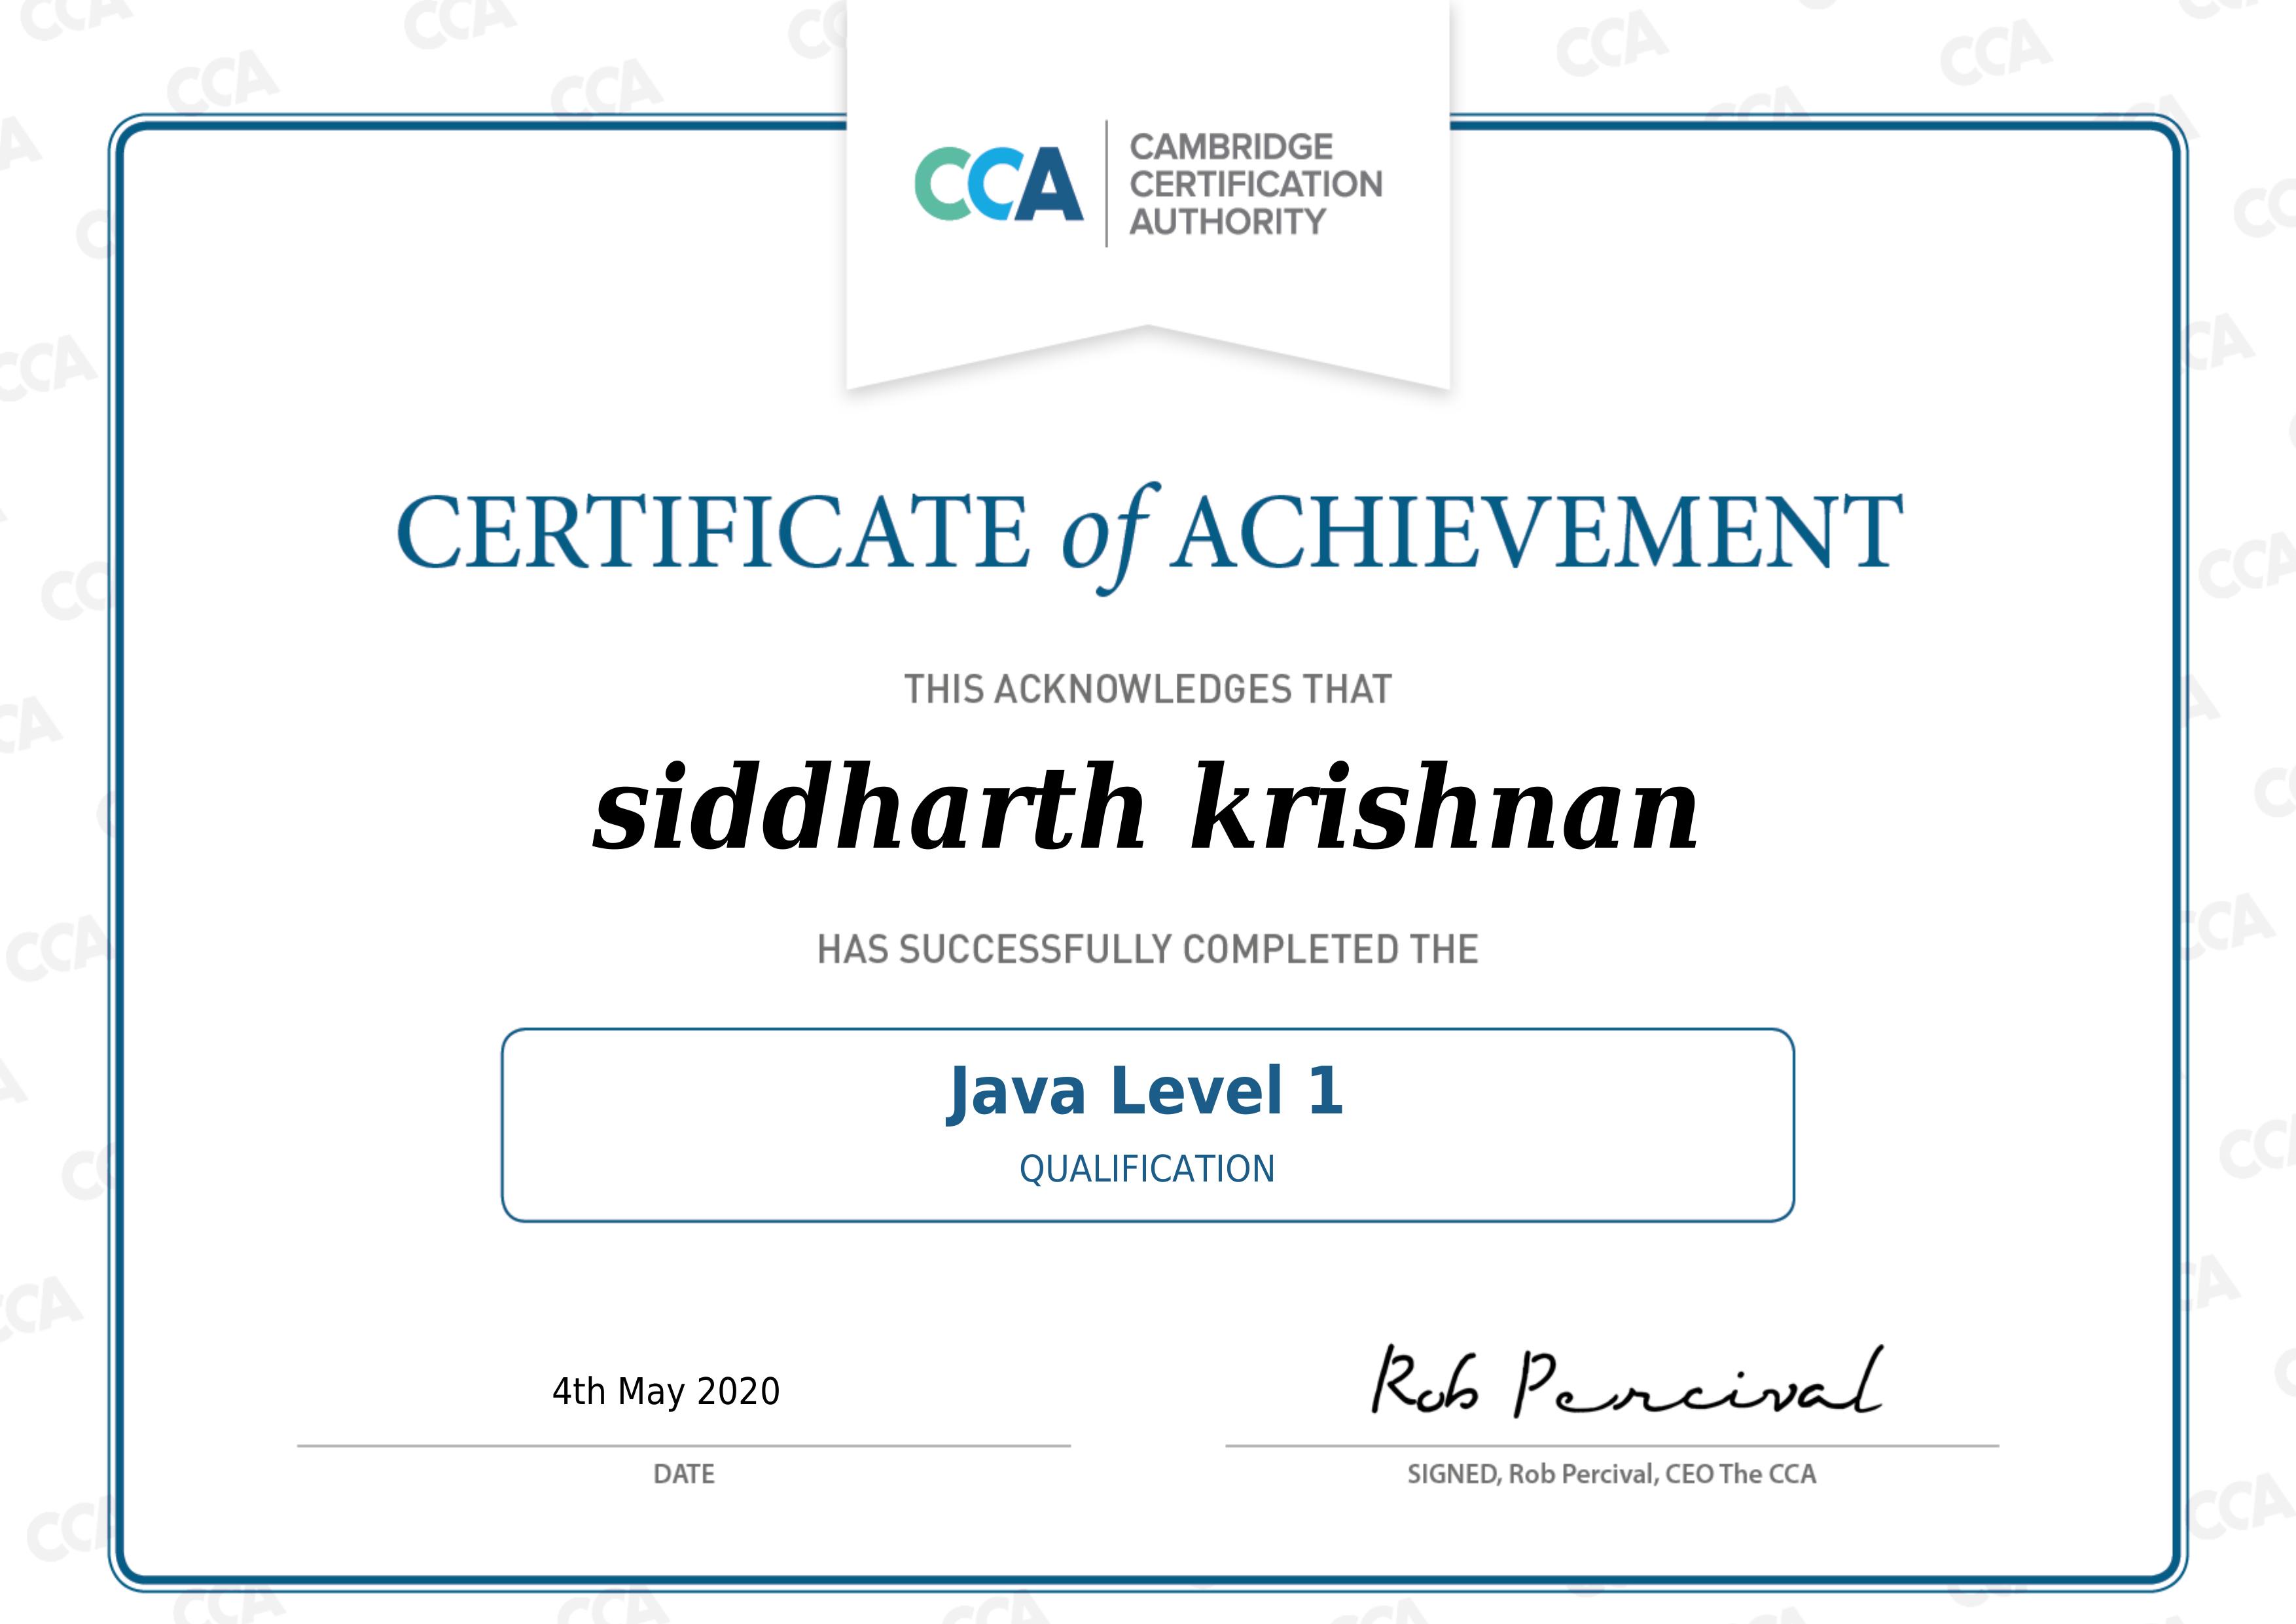 CCA
CAMBRIDGE
CERTIFICATION
AUTHORITY
CERTIFICATE of ACHIEVEMENT
THIS ACKNOWLEDGES THAT
siddharth krishnan
HAS SUCCESSFULLY COMPLETED THE
Java Level 1
QUALIFICATION
4th May 2020
Rob Percival
DATE
SIGNED, Rob Percival, CEO The CCA